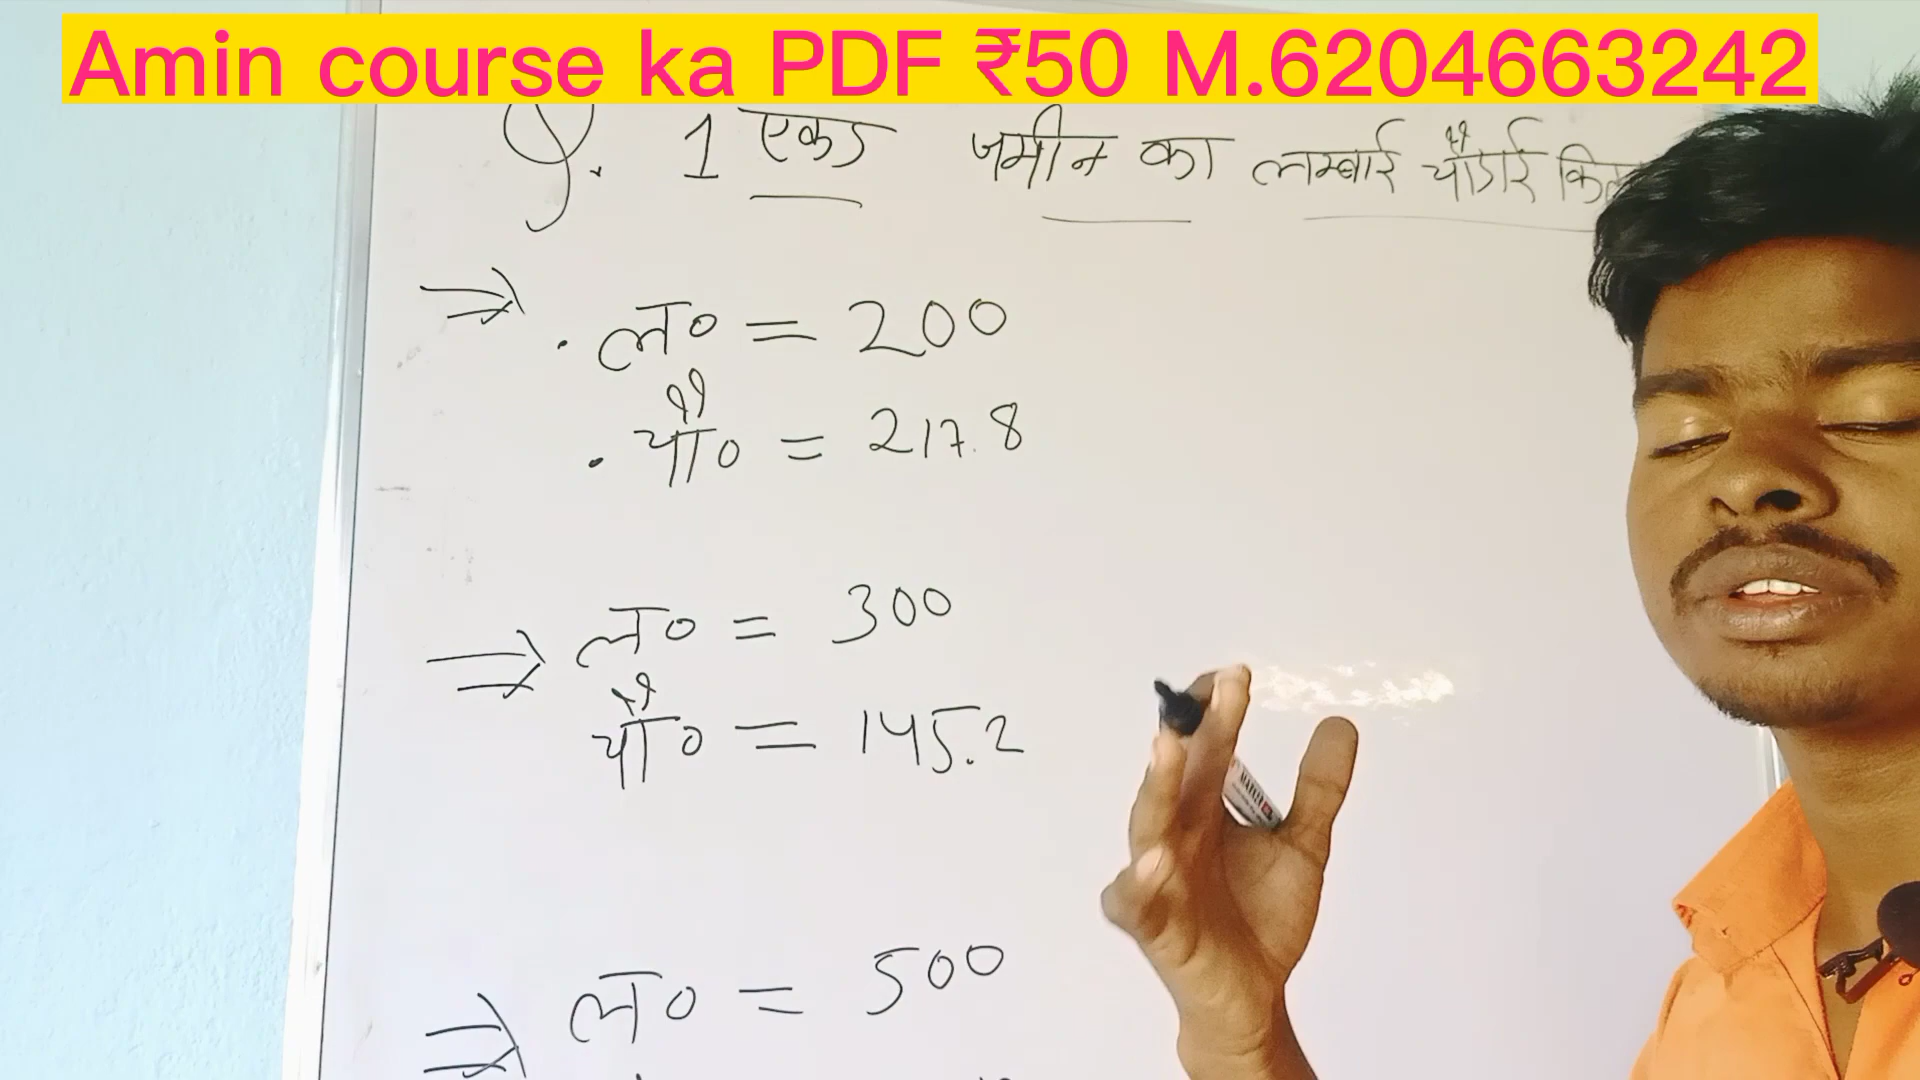 Amin course ka PDF ₹50 M.6204663242
Q. 1 एकड जमीन का लम्बाई चौडाई
⇒ . ल० = 200
. चौ० = 217.8
⇒ ल० = 300
चौ० = 145.2
⇒ ल० = 500